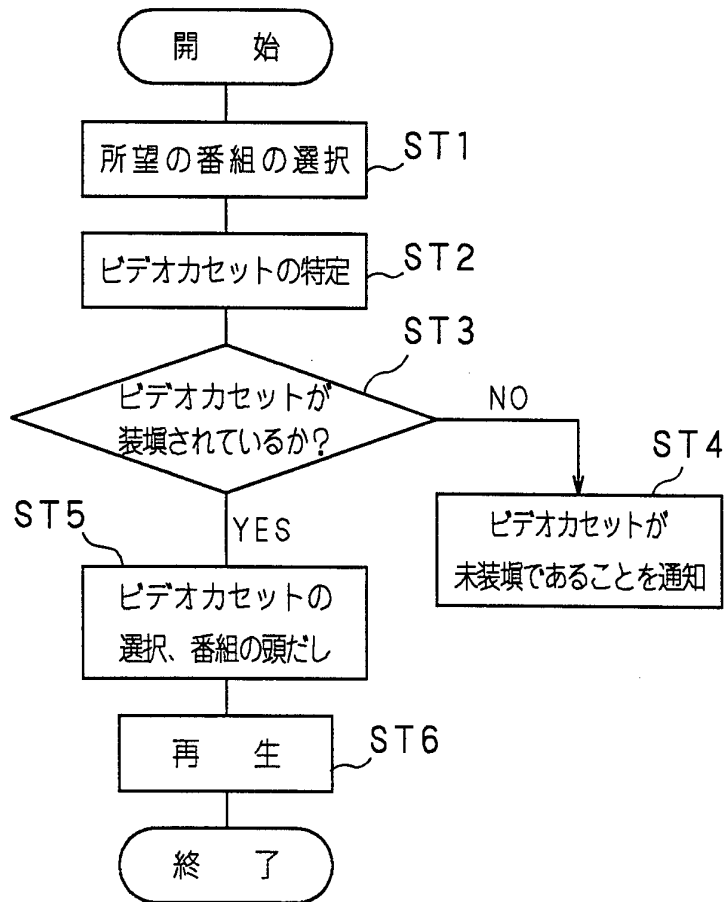 開 始
所望の番組の選択
ST1
ビデオカセットの特定
ST2
ST3
ビデオカセットが
装填されているか?
NO
ST4
ビデオカセットが
未装填であることを通知
YES
ST5
ビデオカセットの
選択、番組の頭だし
再 生
ST6
終 了